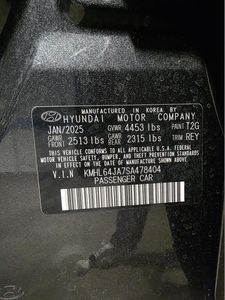 MANUFACTURED IN KOREA BY
HYUNDAI MOTOR COMPANY
JAN/2025 GVWR 4453 lbs PAINT T2G
GAWR FRONT 2513 lbs GAWR REAR 2315 lbs TRIM REY
THIS VEHICLE CONFORMS TO ALL APPLICABLE U.S.A. FEDERAL
MOTOR VEHICLE SAFETY, BUMPER, AND THEFT PREVENTION
STANDARDS IN EFFECT ON THE DATE OF MANUFACTURE SHOWN
ABOVE.
V.I.N KMHL64JA7SA478404
PASSENGER CAR